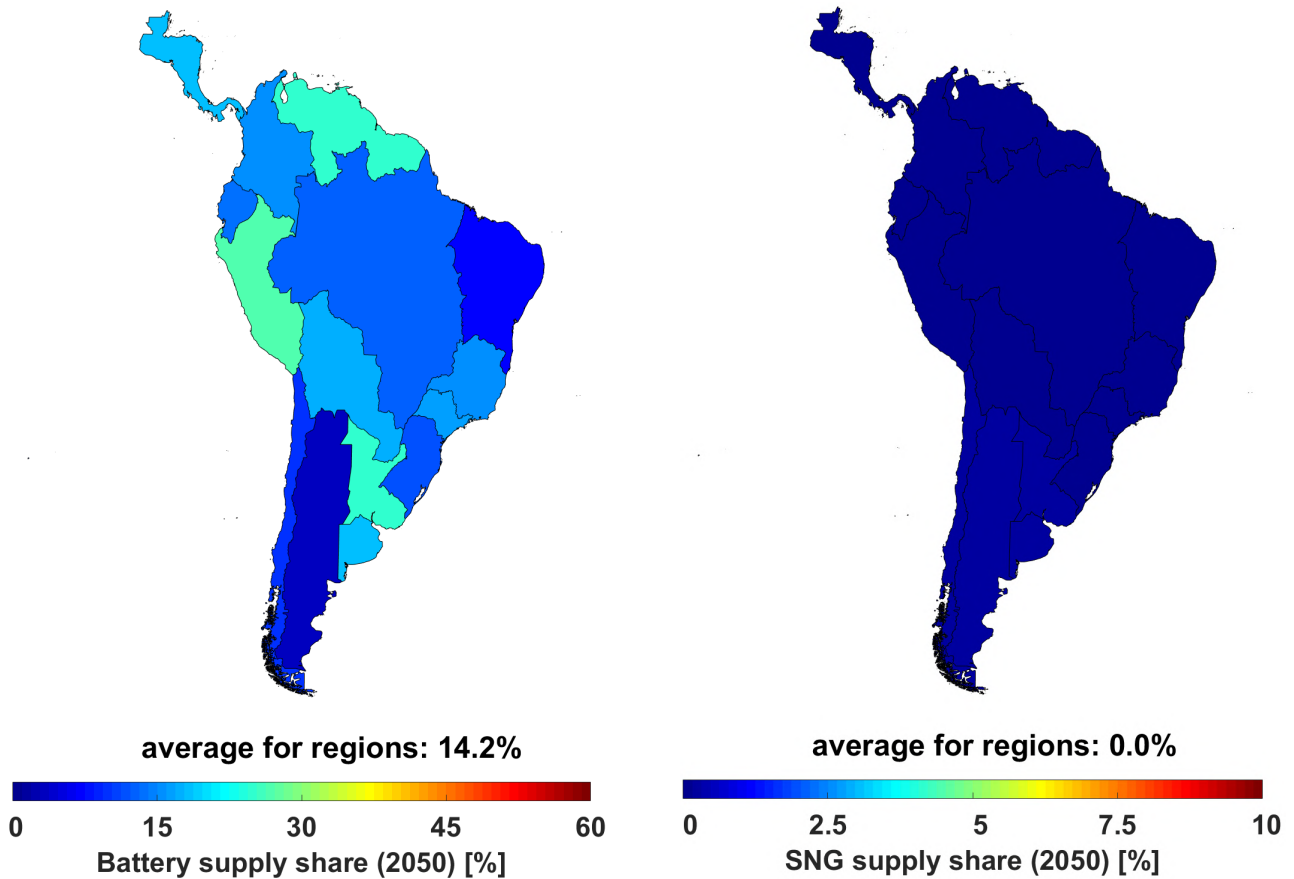 average for regions: 14.2%
0 15 30 45 60
Battery supply share (2050) [%]
average for regions: 0.0%
0 2.5 5 7.5 10
SNG supply share (2050) [%]